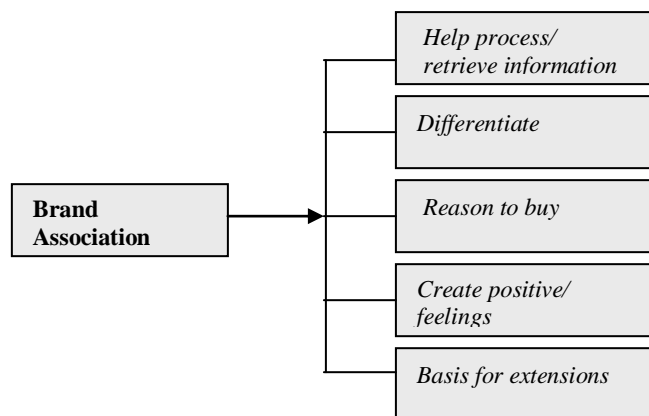 Help process/
retrieve information
Differentiate
Brand
Association
Reason to buy
Create positive/
feelings
Basis for extensions